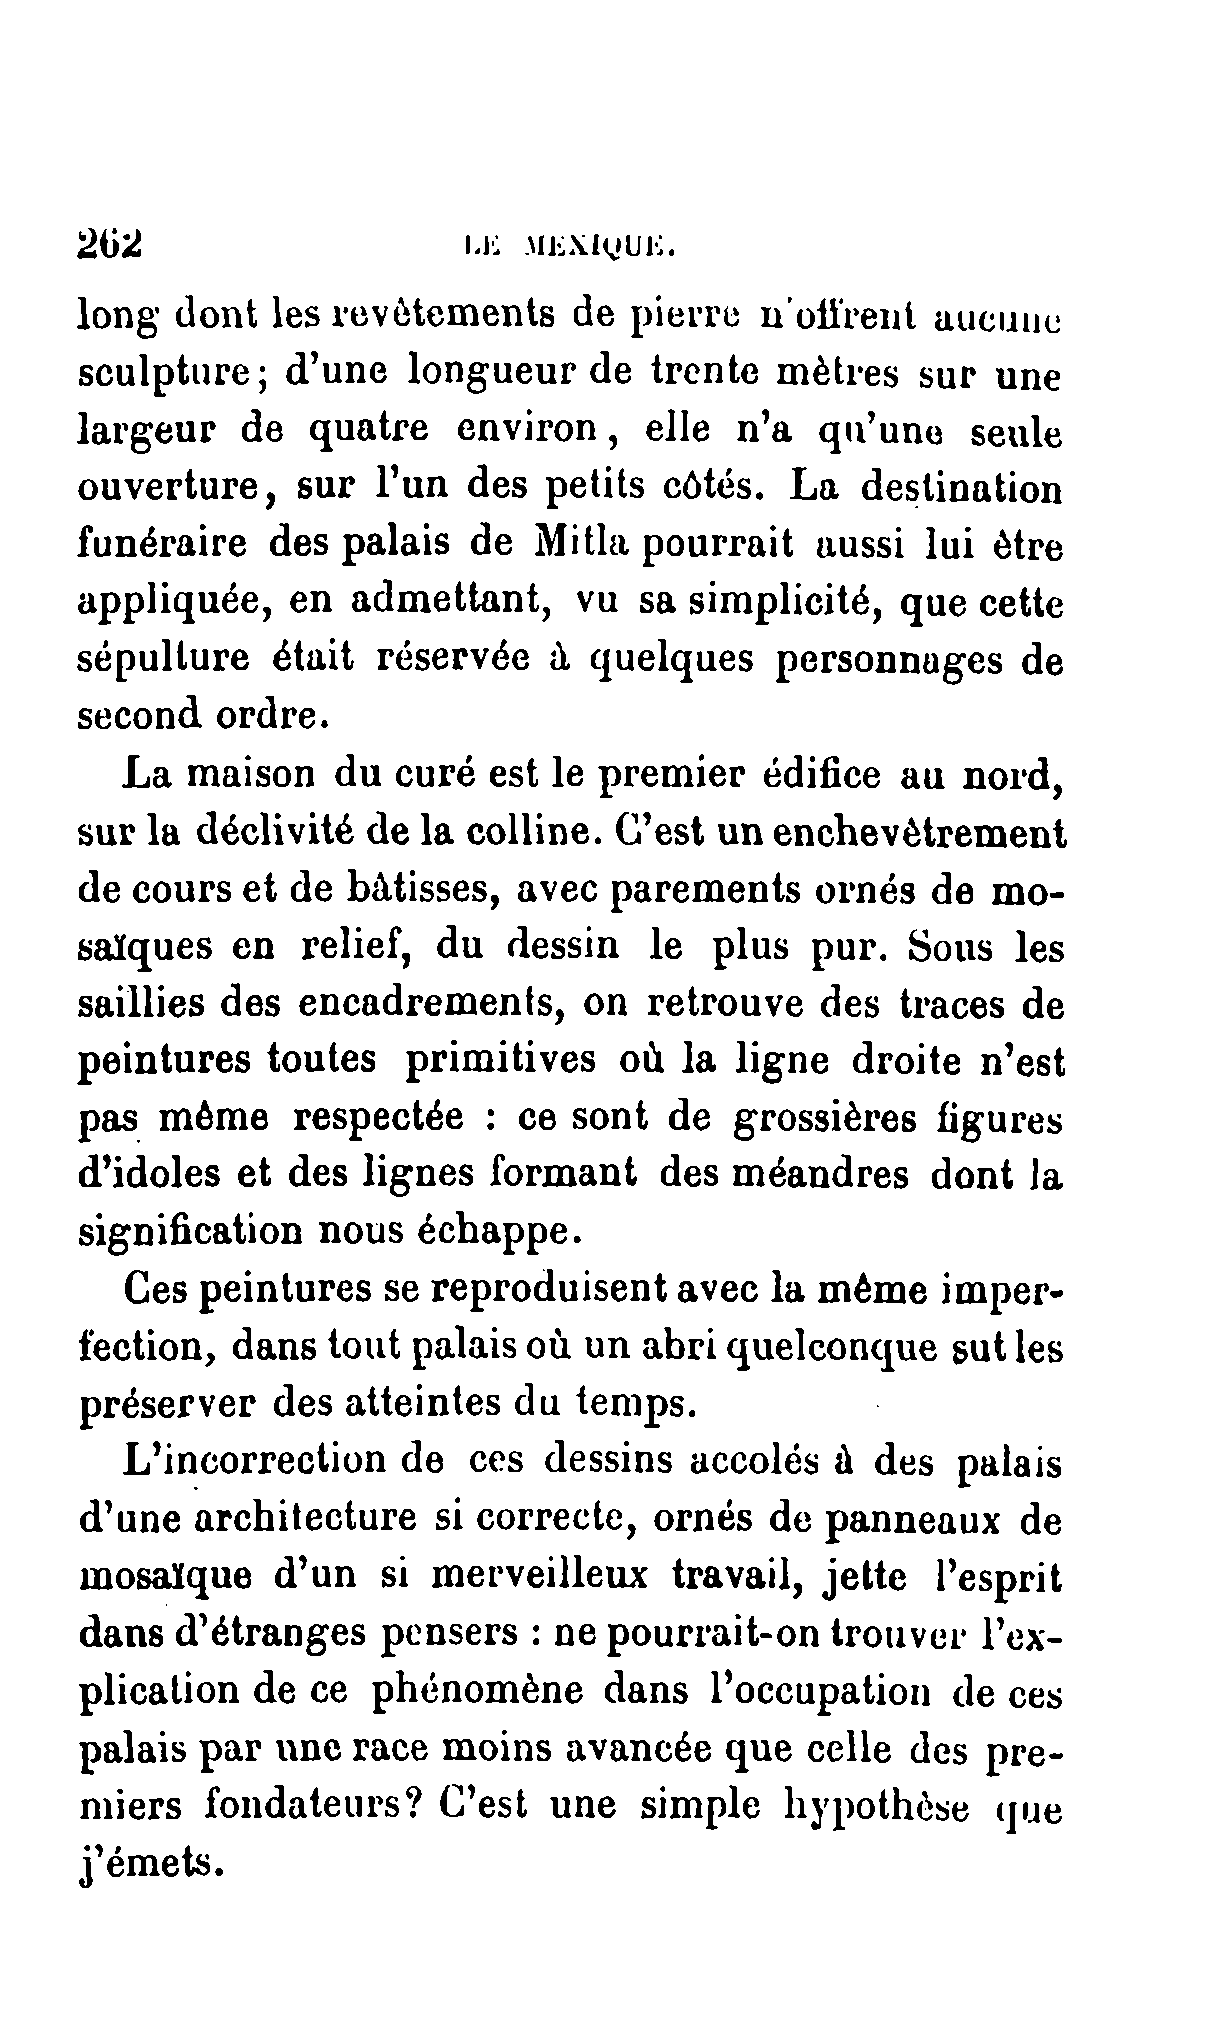 262 LE MEXIQUE.
long dont les revêtements de pierre n'offrent aucune
sculpture; d'une longueur de trente mètres sur une
largeur de quatre environ, elle n'a qu'une seule
ouverture, sur l'un des petits côtés. La destination
funéraire des palais de Mitla pourrait aussi lui être
appliquée, en admettant, vu sa simplicité, que cette
sépulture était réservée à quelques personnages de
second ordre.
La maison du curé est le premier édifice au nord,
sur la déclivité de la colline. C'est un enchevêtrement
de cours et de bâtisses, avec parements ornés de mo-
saïques en relief, du dessin le plus pur. Sous les
saillies des encadrements, on retrouve des traces de
peintures toutes primitives où la ligne droite n'est
pas même respectée : ce sont de grossières figures
d'idoles et des lignes formant des méandres dont la
signification nous échappe.
Ces peintures se reproduisent avec la même imper-
fection, dans tout palais où un abri quelconque sut les
préserver des atteintes du temps.
L'incorrection de ces dessins accolés à des palais
d'une architecture si correcte, ornés de panneaux de
mosaïque d'un si merveilleux travail, jette l'esprit
dans d'étranges pensers : ne pourrait-on trouver l'ex-
plication de ce phénomène dans l'occupation de ces
palais par une race moins avancée que celle des pre-
miers fondateurs? C'est une simple hypothèse que
j'émets.